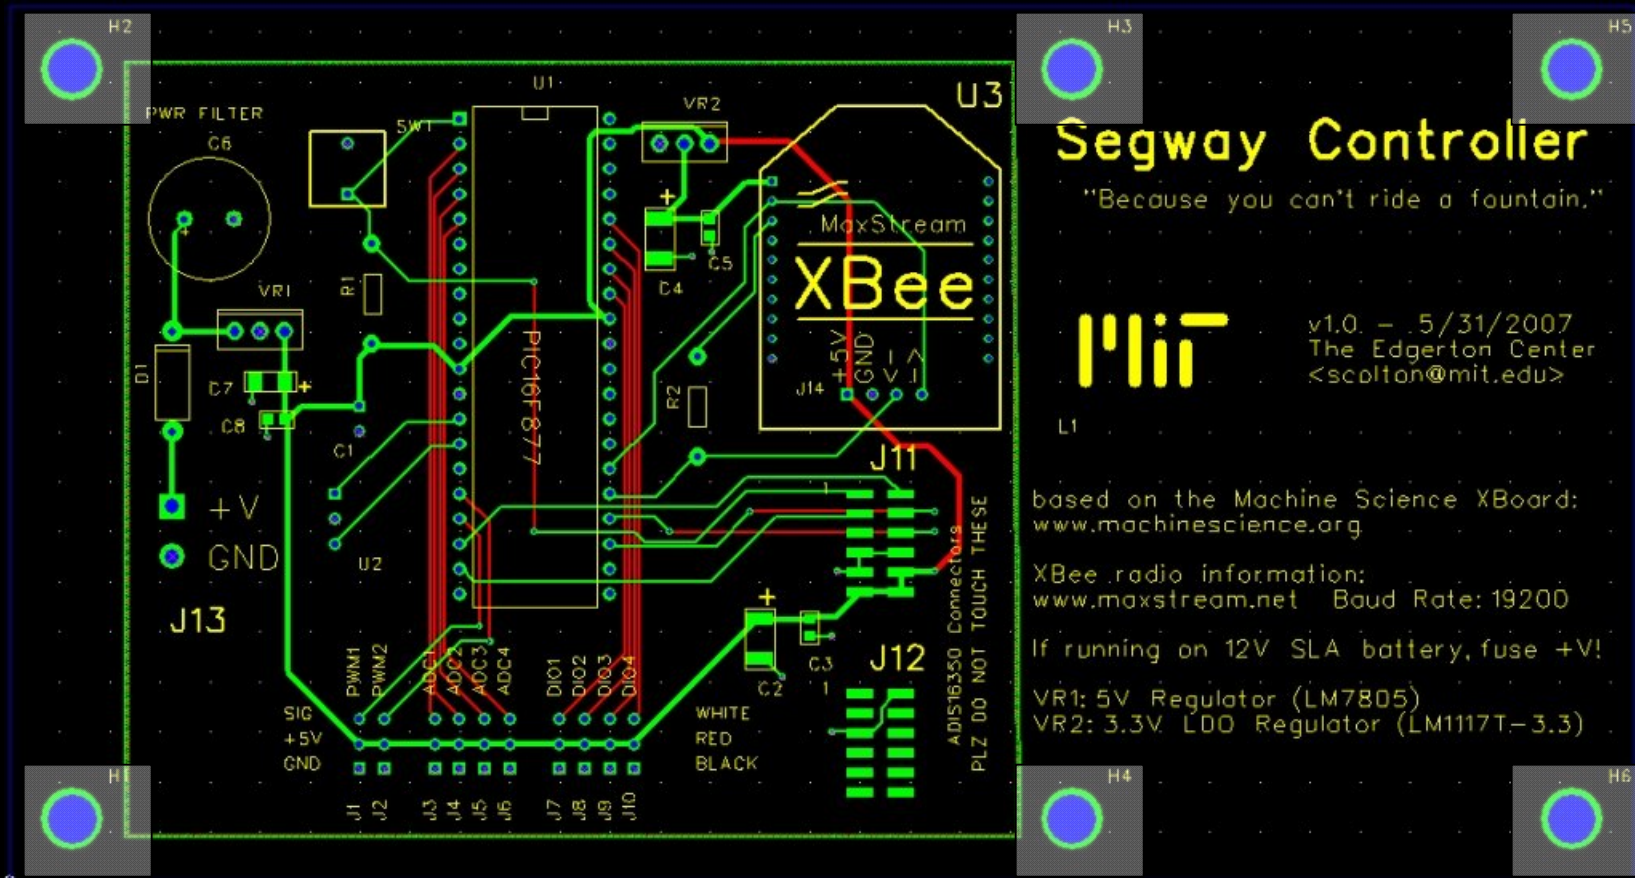 H2
H3
H5
U1
U3
PWR FILTER
C6
SW1
VR2
Segway Controller
"Because you can't ride a fountain."
MaxStream
XBee
C5
C4
R1
VR1
+5V
GND
<
>
J14
MIT
v1.0 - 5/31/2007
The Edgerton Center
<scolton@mit.edu>
L1
D1
C7
+
C8
C1
PIC16F877
R2
J11
1
+V
GND
J13
U2
based on the Machine Science XBoard:
www.machinescience.org
XBee radio information:
www.maxstream.net Baud Rate: 19200
If running on 12V SLA battery, fuse +V!
VR1: 5V Regulator (LM7805)
VR2: 3.3V LDO Regulator (LM1117T-3.3)
ADIS16350 Connectors
PLZ DO NOT TOUCH THESE
+
C3
C2
J12
1
PWM1
PWM2
ADC1
ADC2
ADC3
ADC4
DIO1
DIO2
DIO3
DIO4
SIG
+5V
GND
WHITE
RED
BLACK
J1
J2
J3
J4
J5
J6
J7
J8
J9
J10
H
H4
H6